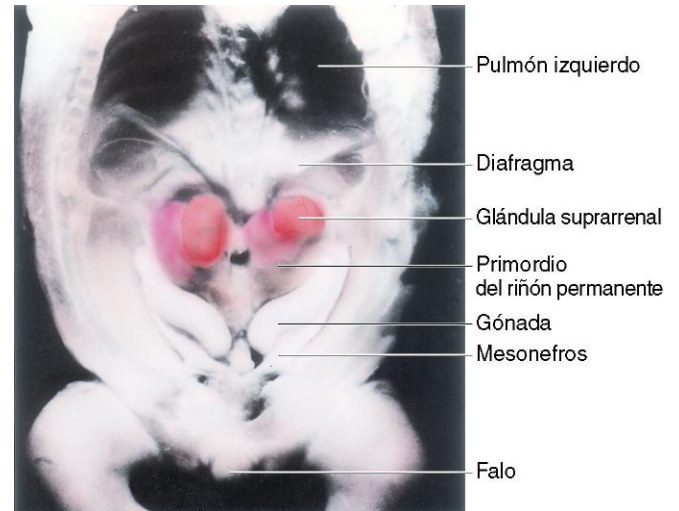 Pulmón izquierdo
Diafragma
Glándula suprarrenal
Primordio
del riñón permanente
Gónada
Mesonefros
Falo